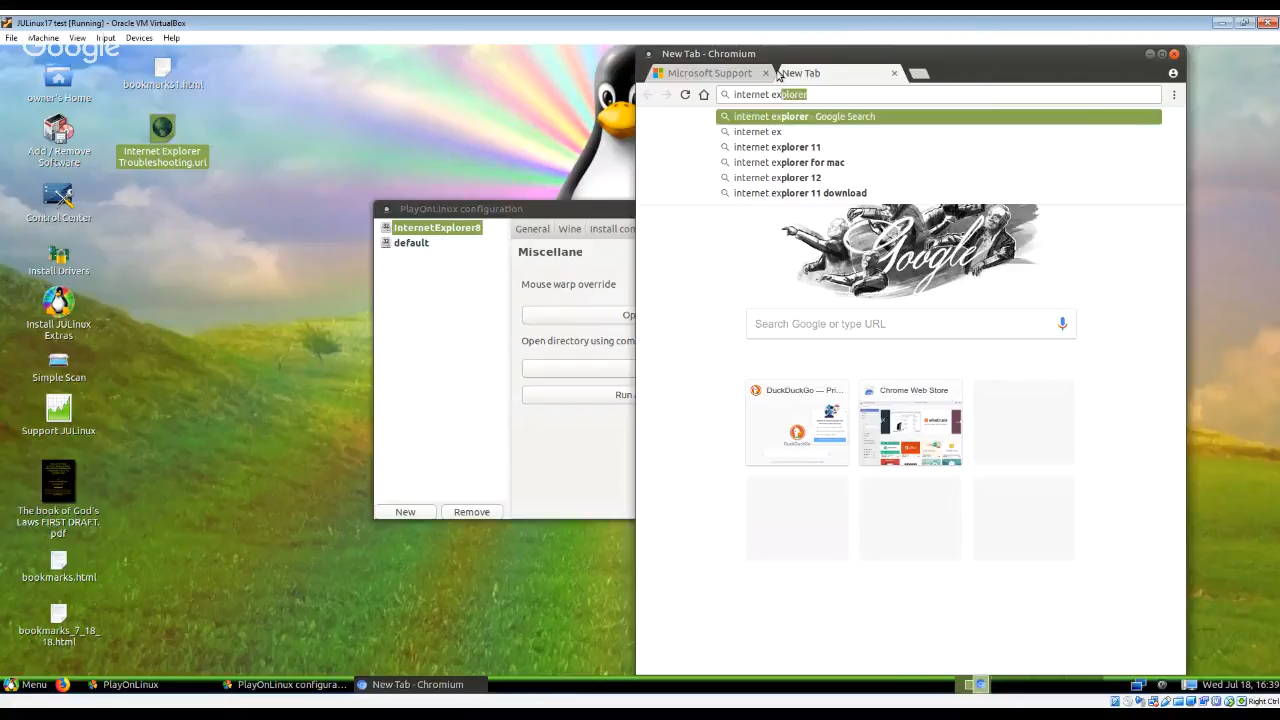 JULinux17 test [Running] - Oracle VM VirtualBox
File Machine View Input Devices Help
Google
owner's Home
bookmarks1.html
Add / Remove
Software
Internet Explorer
Troubleshooting.url
Control Center
Install Drivers
Install JULinux
Extras
Simple Scan
Support JULinux
The book of God's
Laws FIRST DRAFT.
pdf
bookmarks.html
bookmarks_7_18_
18.html
PlayOnLinux configuration
InternetExplorer8
default
General Wine Install con
Miscellane
Mouse warp override
Op
Open directory using com
Run
New Remove
New Tab - Chromium
Microsoft Support
New Tab
internet explorer
internet explorer - Google Search
internet ex
internet explorer 11
internet explorer for mac
internet explorer 12
internet explorer 11 download
Google
Search Google or type URL
DuckDuckGo — Pri...
Chrome Web Store
Menu PlayOnLinux PlayOnLinux configura... New Tab - Chromium Wed Jul 18, 16:39
Right Ctrl